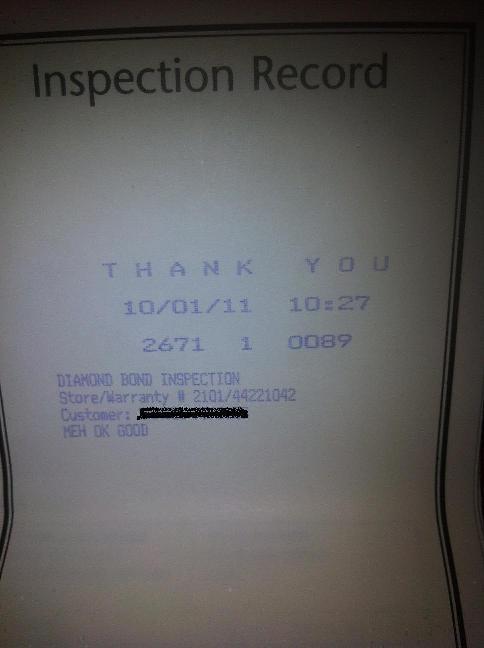 Inspection Record
THANK YOU
10/01/11 10:27
2671 1 0089
DIAMOND BOND INSPECTION
Store/Warranty # 2101/44221042
Customer:
MEH OK GOOD